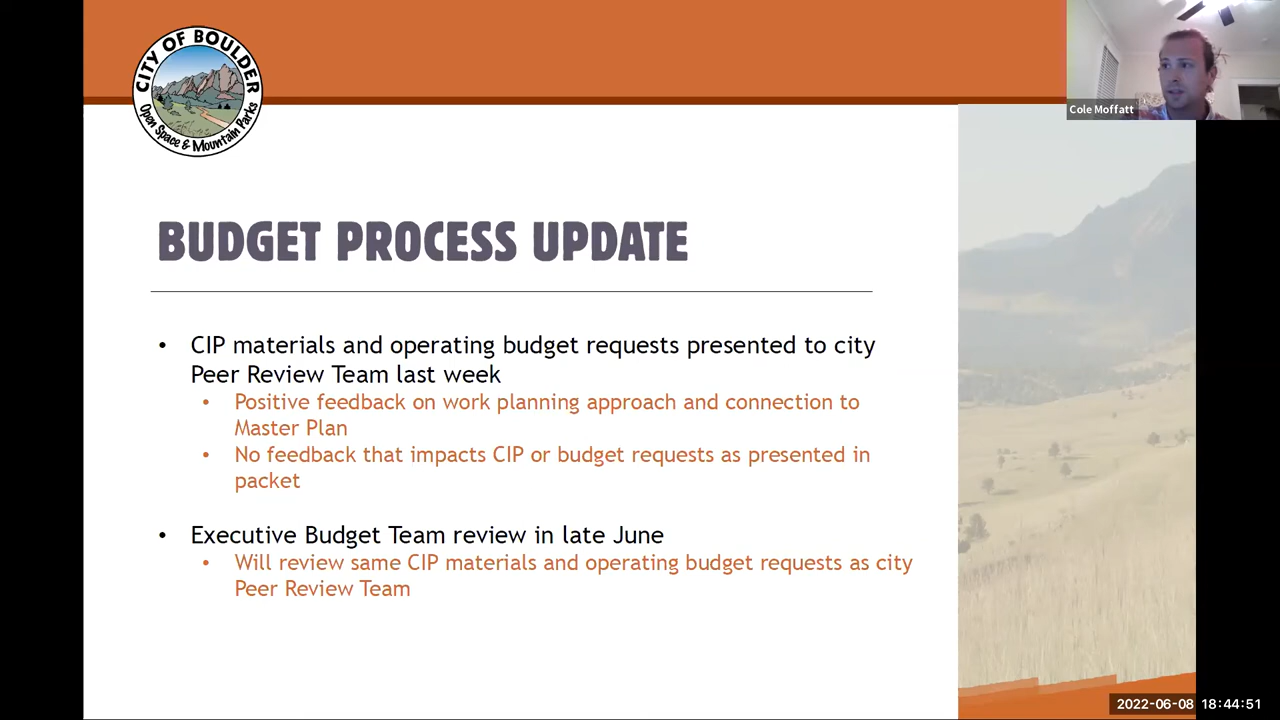 CITY OF BOULDER
Open Space & Mountain Parks
Cole Moffatt
BUDGET PROCESS UPDATE
• CIP materials and operating budget requests presented to city
Peer Review Team last week
• Positive feedback on work planning approach and connection to
Master Plan
• No feedback that impacts CIP or budget requests as presented in
packet
• Executive Budget Team review in late June
• Will review same CIP materials and operating budget requests as city
Peer Review Team
2022-06-08 18:44:51